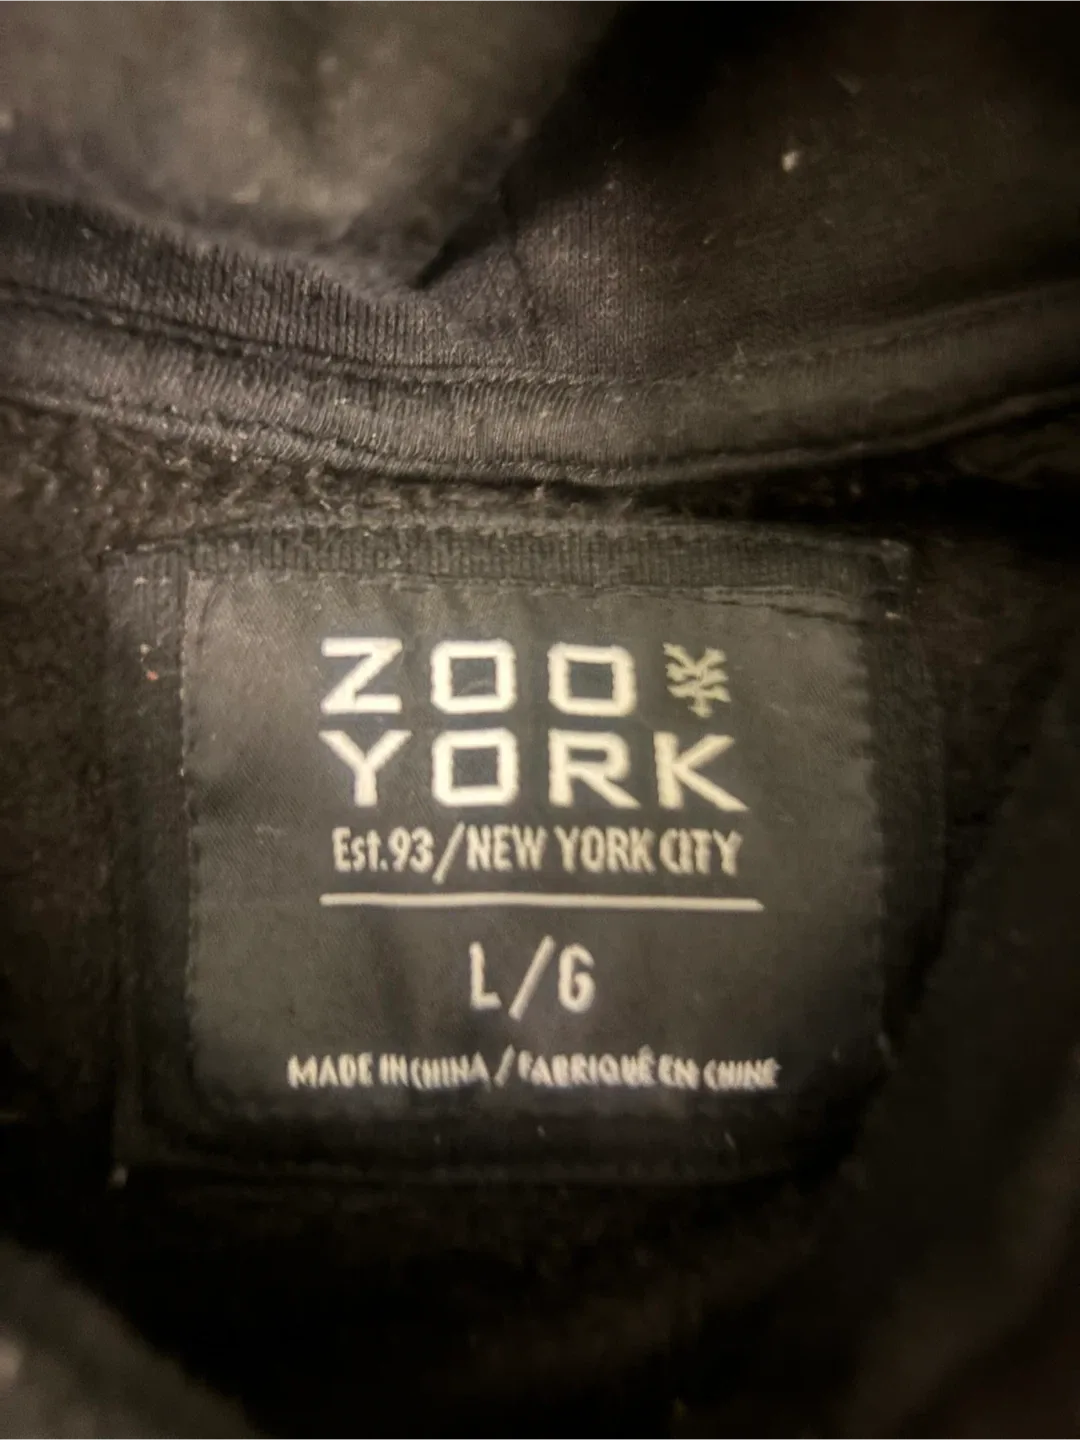 ZOO
YORK
Est.93/NEW YORK CITY
L/G
MADE IN CHINA / FABRIQUÉ EN CHINE